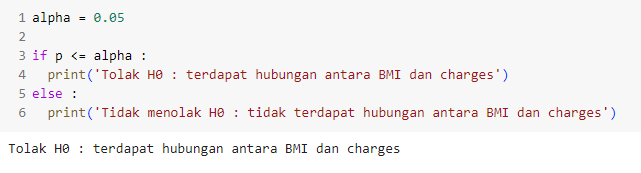 1 alpha = 0.05
2
3 if p <= alpha :
4   print('Tolak H0 : terdapat hubungan antara BMI dan charges')
5 else :
6   print('Tidak menolak H0 : tidak terdapat hubungan antara BMI dan charges')
Tolak H0 : terdapat hubungan antara BMI dan charges